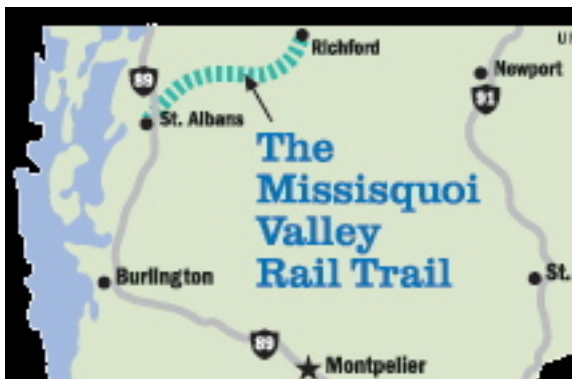 Richford
U
Newport
89
91
St. Albans
The
Missisquoi
Valley
Rail Trail
Burlington
St.
89
Montpelier